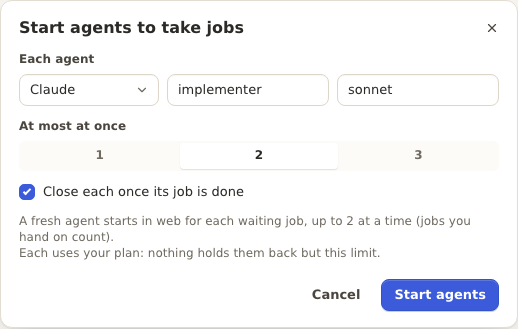 Start agents to take jobs ×
Each agent
Claude implementer sonnet
At most at once
1 2 3
Close each once its job is done
A fresh agent starts in web for each waiting job, up to 2 at a time (jobs you
hand on count).
Each uses your plan: nothing holds them back but this limit.
Cancel Start agents